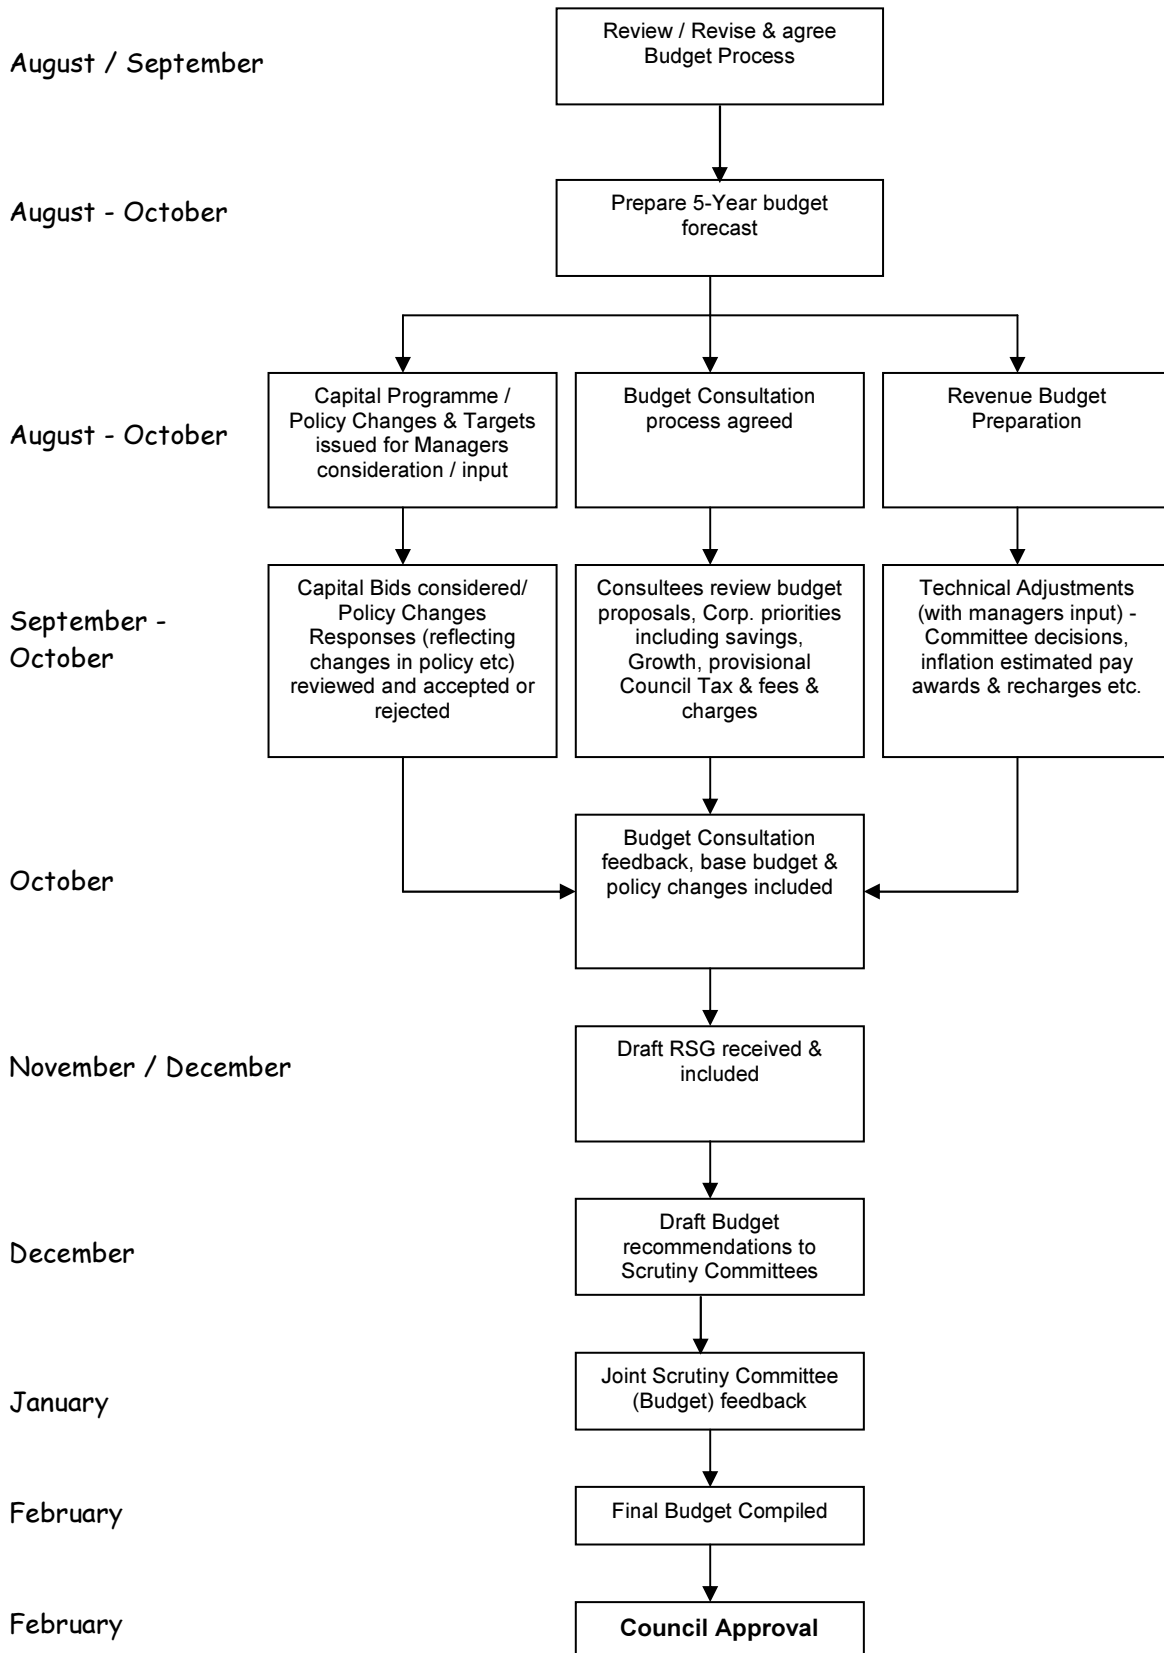 August / September
Review / Revise & agree
Budget Process
August - October
Prepare 5-Year budget
forecast
August - October
Capital Programme /
Policy Changes & Targets
issued for Managers
consideration / input
Budget Consultation
process agreed
Revenue Budget
Preparation
September -
October
Capital Bids considered/
Policy Changes
Responses (reflecting
changes in policy etc)
reviewed and accepted or
rejected
Consultees review budget
proposals, Corp. priorities
including savings,
Growth, provisional
Council Tax & fees &
charges
Technical Adjustments
(with managers input) -
Committee decisions,
inflation estimated pay
awards & recharges etc.
October
Budget Consultation
feedback, base budget &
policy changes included
November / December
Draft RSG received &
included
December
Draft Budget
recommendations to
Scrutiny Committees
January
Joint Scrutiny Committee
(Budget) feedback
February
Final Budget Compiled
February
Council Approval